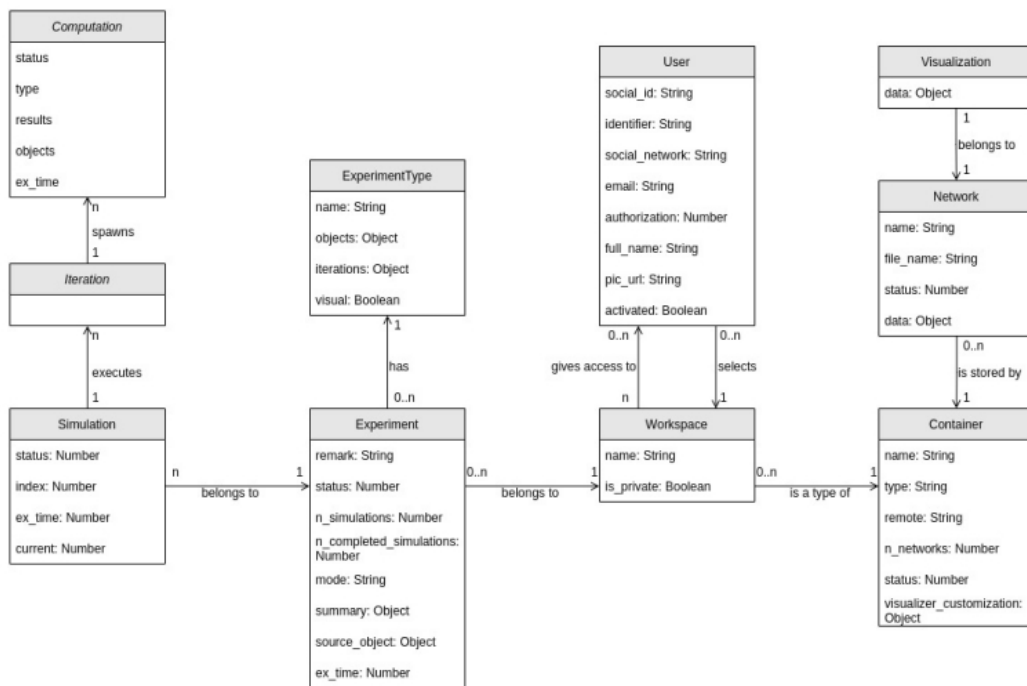 Computation
status
type
results
objects
ex_time
n
spawns
1
Iteration
n
executes
1
Simulation
status: Number
index: Number
ex_time: Number
current: Number
n
belongs to
1
ExperimentType
name: String
objects: Object
iterations: Object
visual: Boolean
1
has
0..n
Experiment
remark: String
status: Number
n_simulations: Number
n_completed_simulations:
Number
mode: String
summary: Object
source_object: Object
ex_time: Number
0..n
belongs to
1
User
social_id: String
identifier: String
social_network: String
email: String
authorization: Number
full_name: String
pic_url: String
activated: Boolean
0..n
gives access to
n
0..n
selects
1
Workspace
name: String
is_private: Boolean
0..n
is a type of
1
Visualization
data: Object
1
belongs to
1
Network
name: String
file_name: String
status: Number
data: Object
0..n
is stored by
1
Container
name: String
type: String
remote: String
n_networks: Number
status: Number
visualizer_customization:
Object